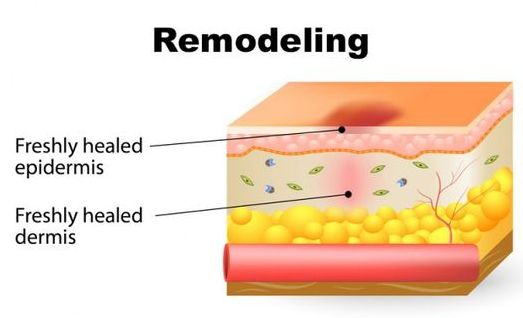 Remodeling
Freshly healed
epidermis
Freshly healed
dermis